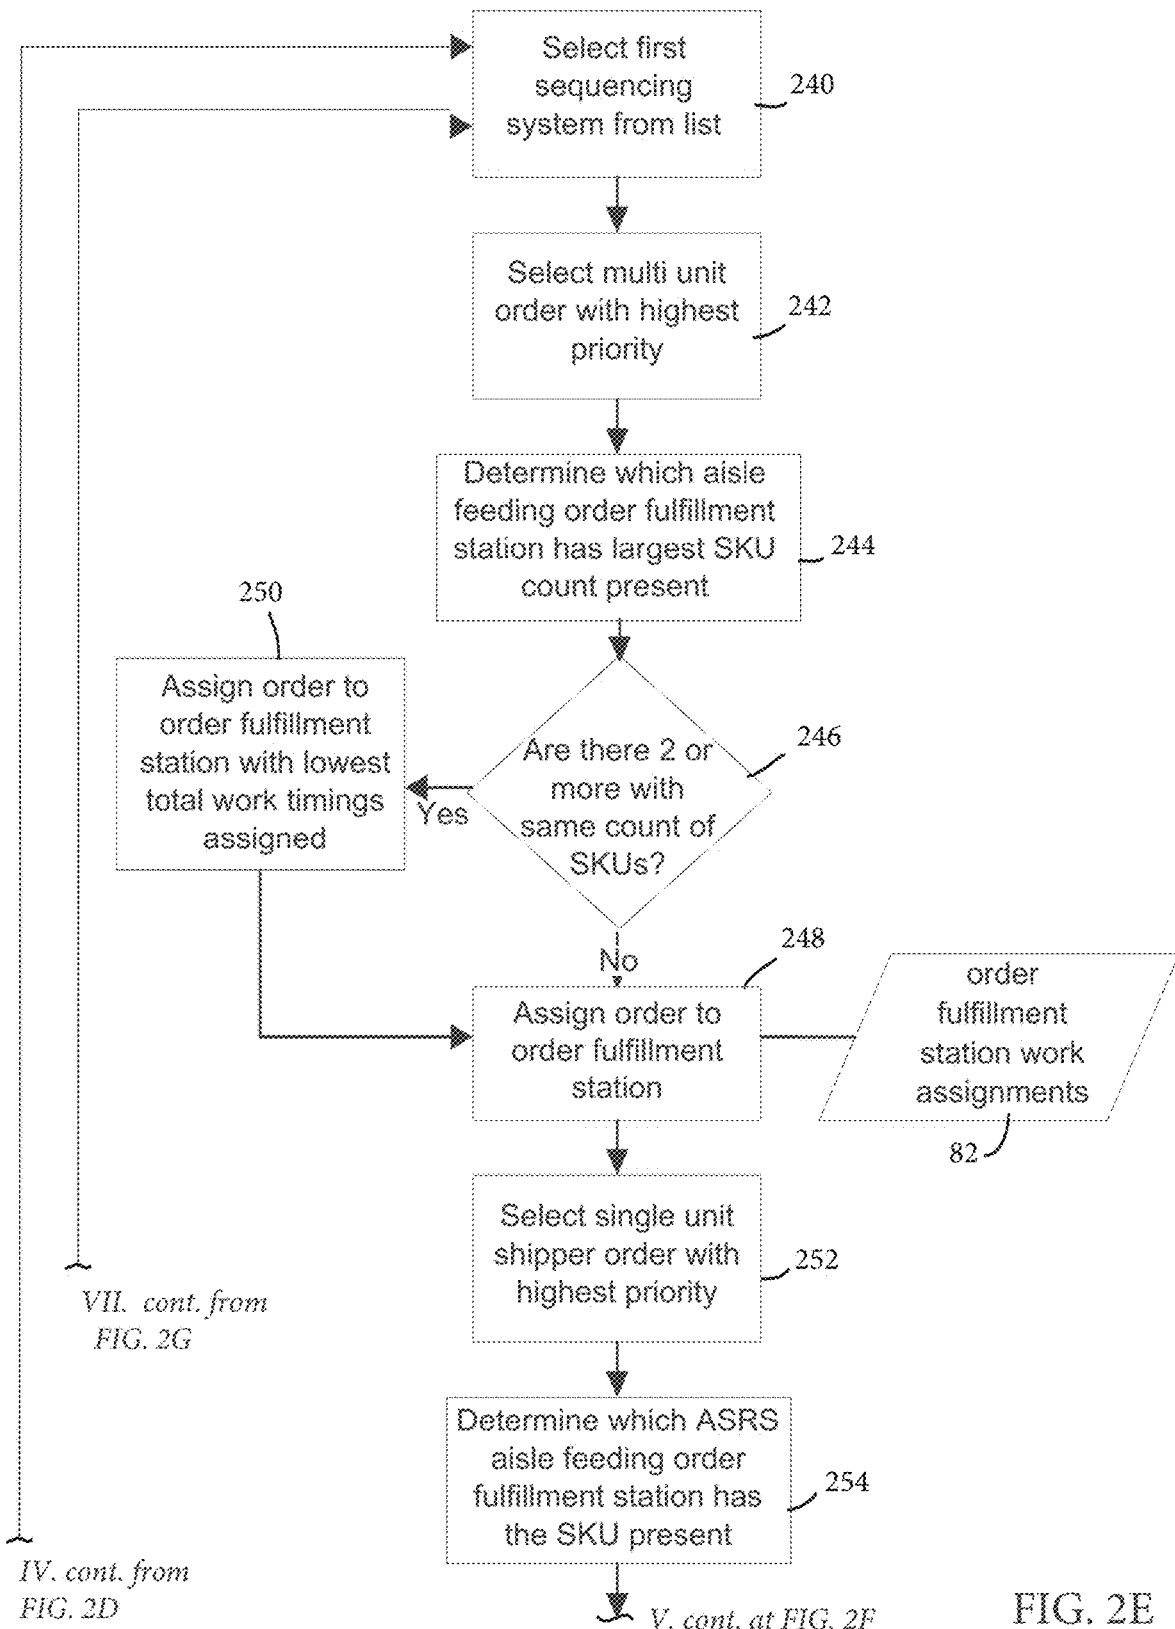 Select first
sequencing
system from list
240
Select multi unit
order with highest
priority
242
Determine which aisle
feeding order fulfillment
station has largest SKU
count present
244
250
Assign order to
order fulfillment
station with lowest
total work timings
assigned
Are there 2 or
more with
same count of
SKUs?
246
Yes
No
248
Assign order to
order fulfillment
station
order
fulfillment
station work
assignments
82
Select single unit
shipper order with
highest priority
252
VII. cont. from
FIG. 2G
Determine which ASRS
aisle feeding order
fulfillment station has
the SKU present
254
IV. cont. from
FIG. 2D
V. cont. at FIG. 2F
FIG. 2E